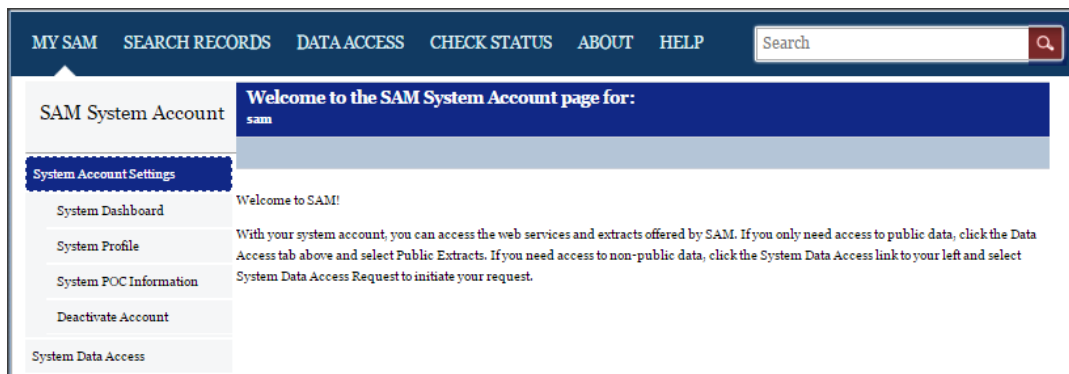 MY SAM SEARCH RECORDS DATA ACCESS CHECK STATUS ABOUT HELP Search
SAM System Account
Welcome to the SAM System Account page for:
sam
System Account Settings
System Dashboard
System Profile
System POC Information
Deactivate Account
System Data Access
Welcome to SAM!
With your system account, you can access the web services and extracts offered by SAM. If you only need access to public data, click the Data
Access tab above and select Public Extracts. If you need access to non-public data, click the System Data Access link to your left and select
System Data Access Request to initiate your request.